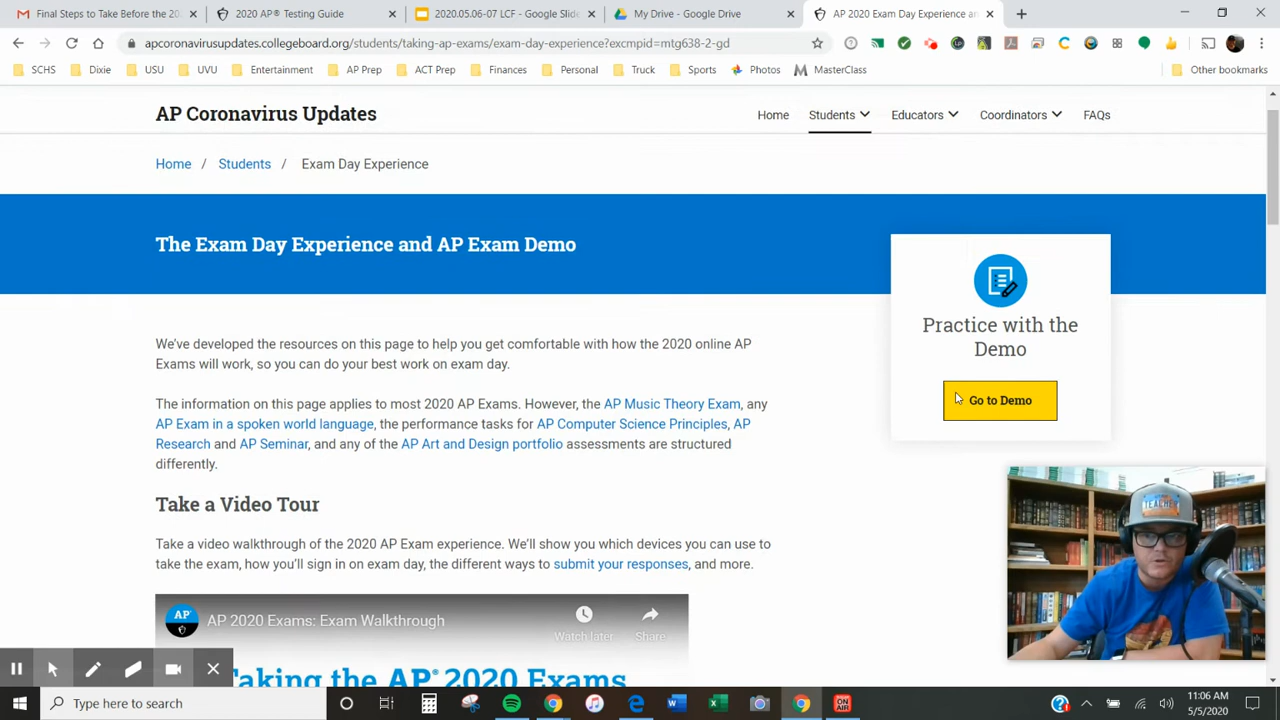 Final Steps to Take Before the 20
2020 AP® Testing Guide
2020.05.06-07 LCF - Google Slide
My Drive - Google Drive
AP 2020 Exam Day Experience an
apcoronavirusupdates.collegeboard.org/students/taking-ap-exams/exam-day-experience?excmpid=mtg638-2-gd
SCHS
Dixie
USU
UVU
Entertainment
AP Prep
ACT Prep
Finances
Personal
Truck
Sports
Photos
MasterClass
Other bookmarks
AP Coronavirus Updates
Home
Students
Educators
Coordinators
FAQs
Home / Students / Exam Day Experience
The Exam Day Experience and AP Exam Demo
Practice with the
Demo
Go to Demo
We've developed the resources on this page to help you get comfortable with how the 2020 online AP
Exams will work, so you can do your best work on exam day.
The information on this page applies to most 2020 AP Exams. However, the AP Music Theory Exam, any
AP Exam in a spoken world language, the performance tasks for AP Computer Science Principles, AP
Research and AP Seminar, and any of the AP Art and Design portfolio assessments are structured
differently.
Take a Video Tour
Take a video walkthrough of the 2020 AP Exam experience. We'll show you which devices you can use to
take the exam, how you'll sign in on exam day, the different ways to submit your responses, and more.
AP
AP 2020 Exams: Exam Walkthrough
Watch later
Share
Taking the AP® 2020 Exams
TEACHER
Type here to search
ON AIR
11:06 AM
5/5/2020